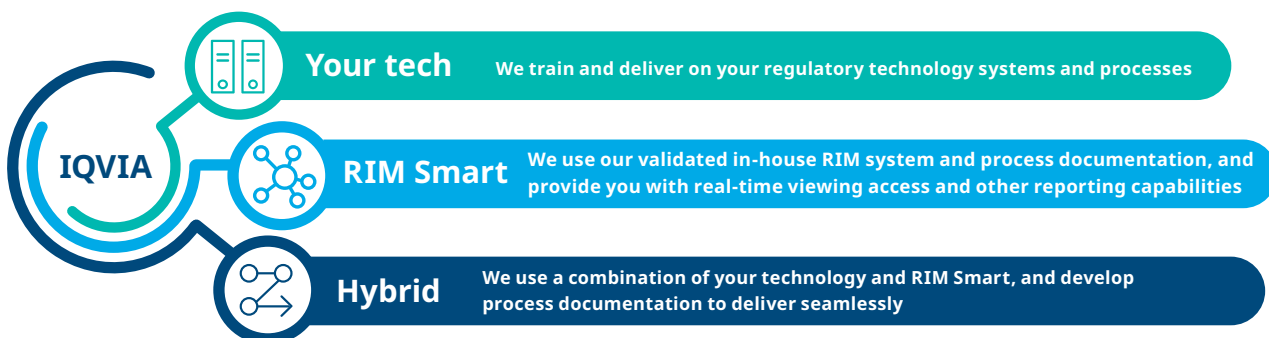 IQVIA
Your tech
We train and deliver on your regulatory technology systems and processes
RIM Smart
We use our validated in-house RIM system and process documentation, and
provide you with real-time viewing access and other reporting capabilities
Hybrid
We use a combination of your technology and RIM Smart, and develop
process documentation to deliver seamlessly